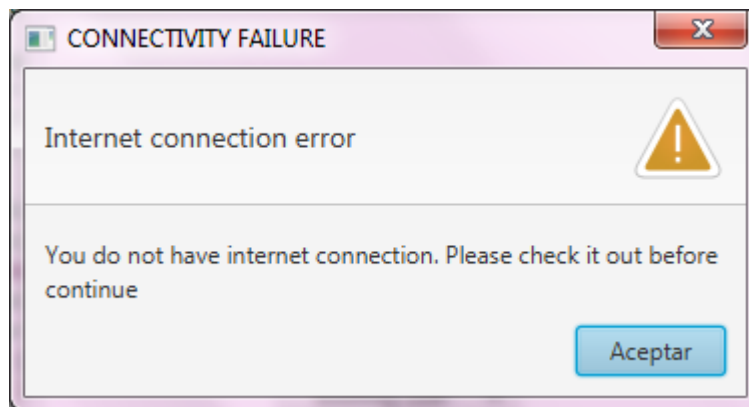 CONNECTIVITY FAILURE
Internet connection error
You do not have internet connection. Please check it out before
continue
Aceptar